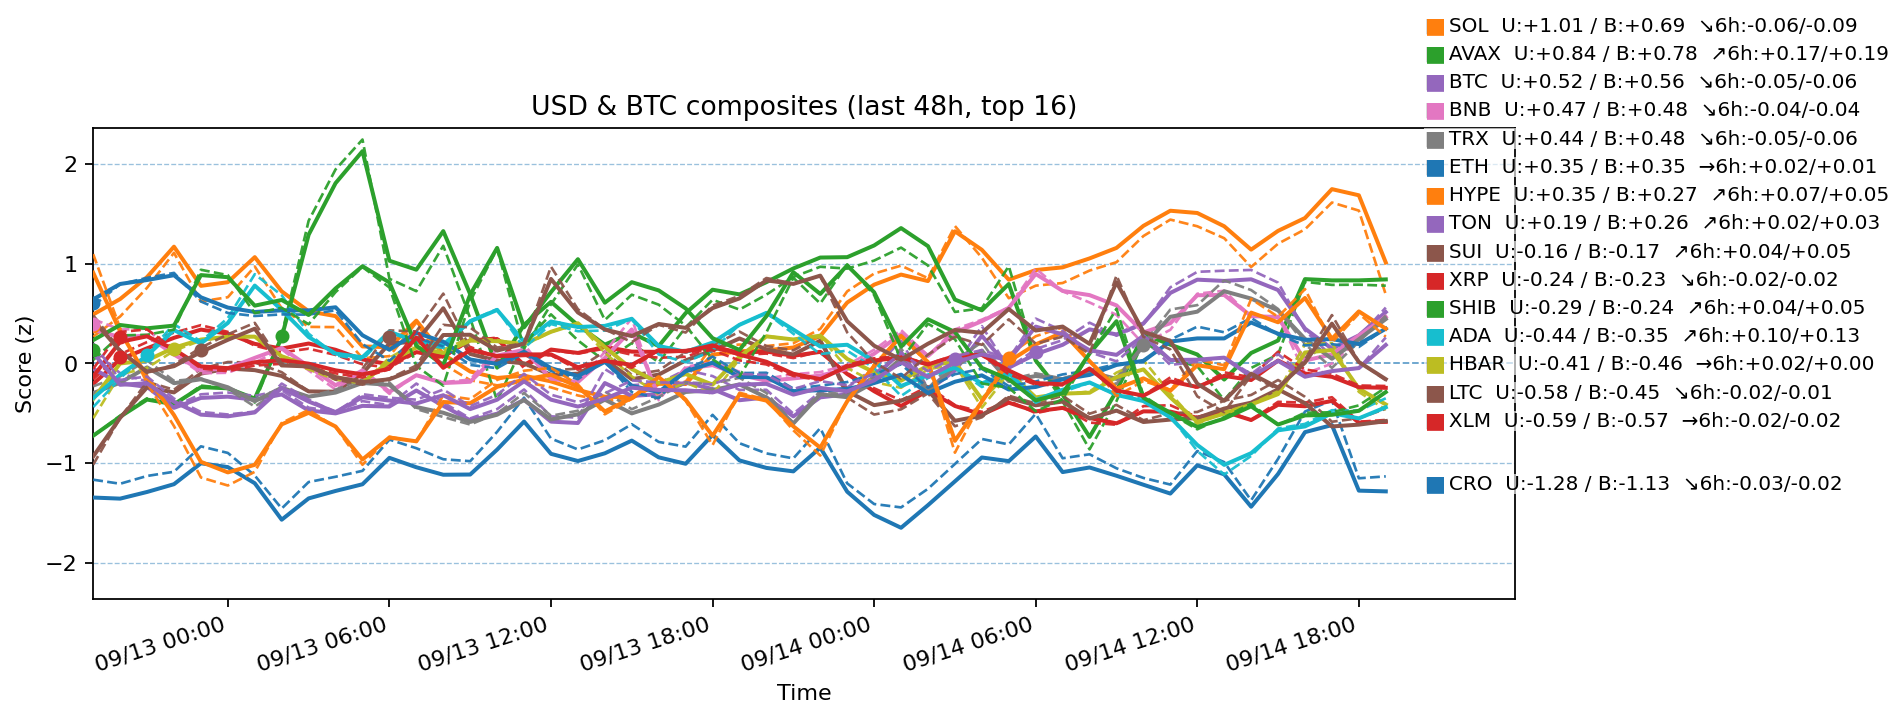 SOL U:+1.01 / B:+0.69 ↘6h:-0.06/-0.09
AVAX U:+0.84 / B:+0.78 ↗6h:+0.17/+0.19
BTC U:+0.52 / B:+0.56 ↘6h:-0.05/-0.06
BNB U:+0.47 / B:+0.48 ↘6h:-0.04/-0.04
TRX U:+0.44 / B:+0.48 ↘6h:-0.05/-0.06
ETH U:+0.35 / B:+0.35 →6h:+0.02/+0.01
HYPE U:+0.35 / B:+0.27 ↗6h:+0.07/+0.05
TON U:+0.19 / B:+0.26 ↗6h:+0.02/+0.03
SUI U:-0.16 / B:-0.17 ↗6h:+0.04/+0.05
XRP U:-0.24 / B:-0.23 ↘6h:-0.02/-0.02
SHIB U:-0.29 / B:-0.24 ↗6h:+0.04/+0.05
ADA U:-0.44 / B:-0.35 ↗6h:+0.10/+0.13
HBAR U:-0.41 / B:-0.46 →6h:+0.02/+0.00
LTC U:-0.58 / B:-0.45 ↘6h:-0.02/-0.01
XLM U:-0.59 / B:-0.57 →6h:-0.02/-0.02
CRO U:-1.28 / B:-1.13 ↘6h:-0.03/-0.02
USD & BTC composites (last 48h, top 16)
Score (z)
2
1
0
−1
−2
09/13 00:00
09/13 06:00
09/13 12:00
09/13 18:00
09/14 00:00
09/14 06:00
09/14 12:00
09/14 18:00
Time